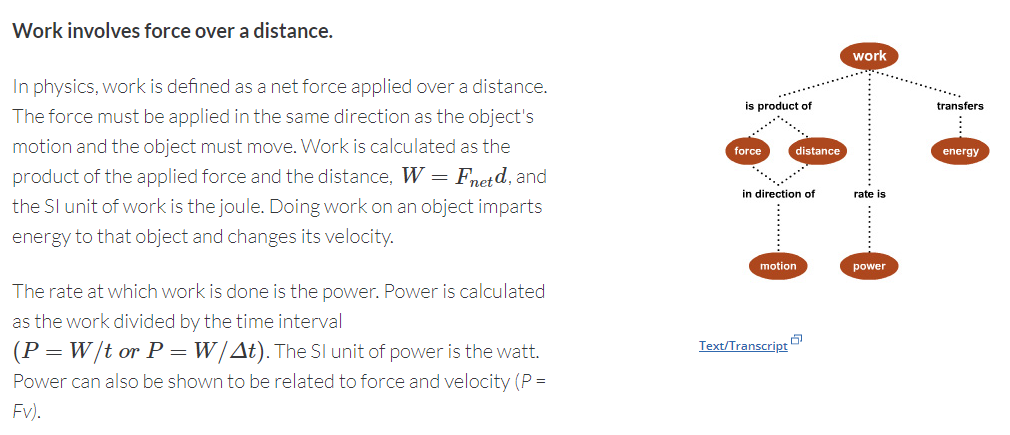 Work involves force over a distance.
In physics, work is defined as a net force applied over a distance.
The force must be applied in the same direction as the object's
motion and the object must move. Work is calculated as the
product of the applied force and the distance, W = F_net d, and
the SI unit of work is the joule. Doing work on an object imparts
energy to that object and changes its velocity.
The rate at which work is done is the power. Power is calculated
as the work divided by the time interval
(P = W/t or P = W/Δt). The SI unit of power is the watt.
Power can also be shown to be related to force and velocity (P =
Fv).
work
is product of
transfers
force
distance
energy
in direction of
rate is
motion
power
Text/Transcript